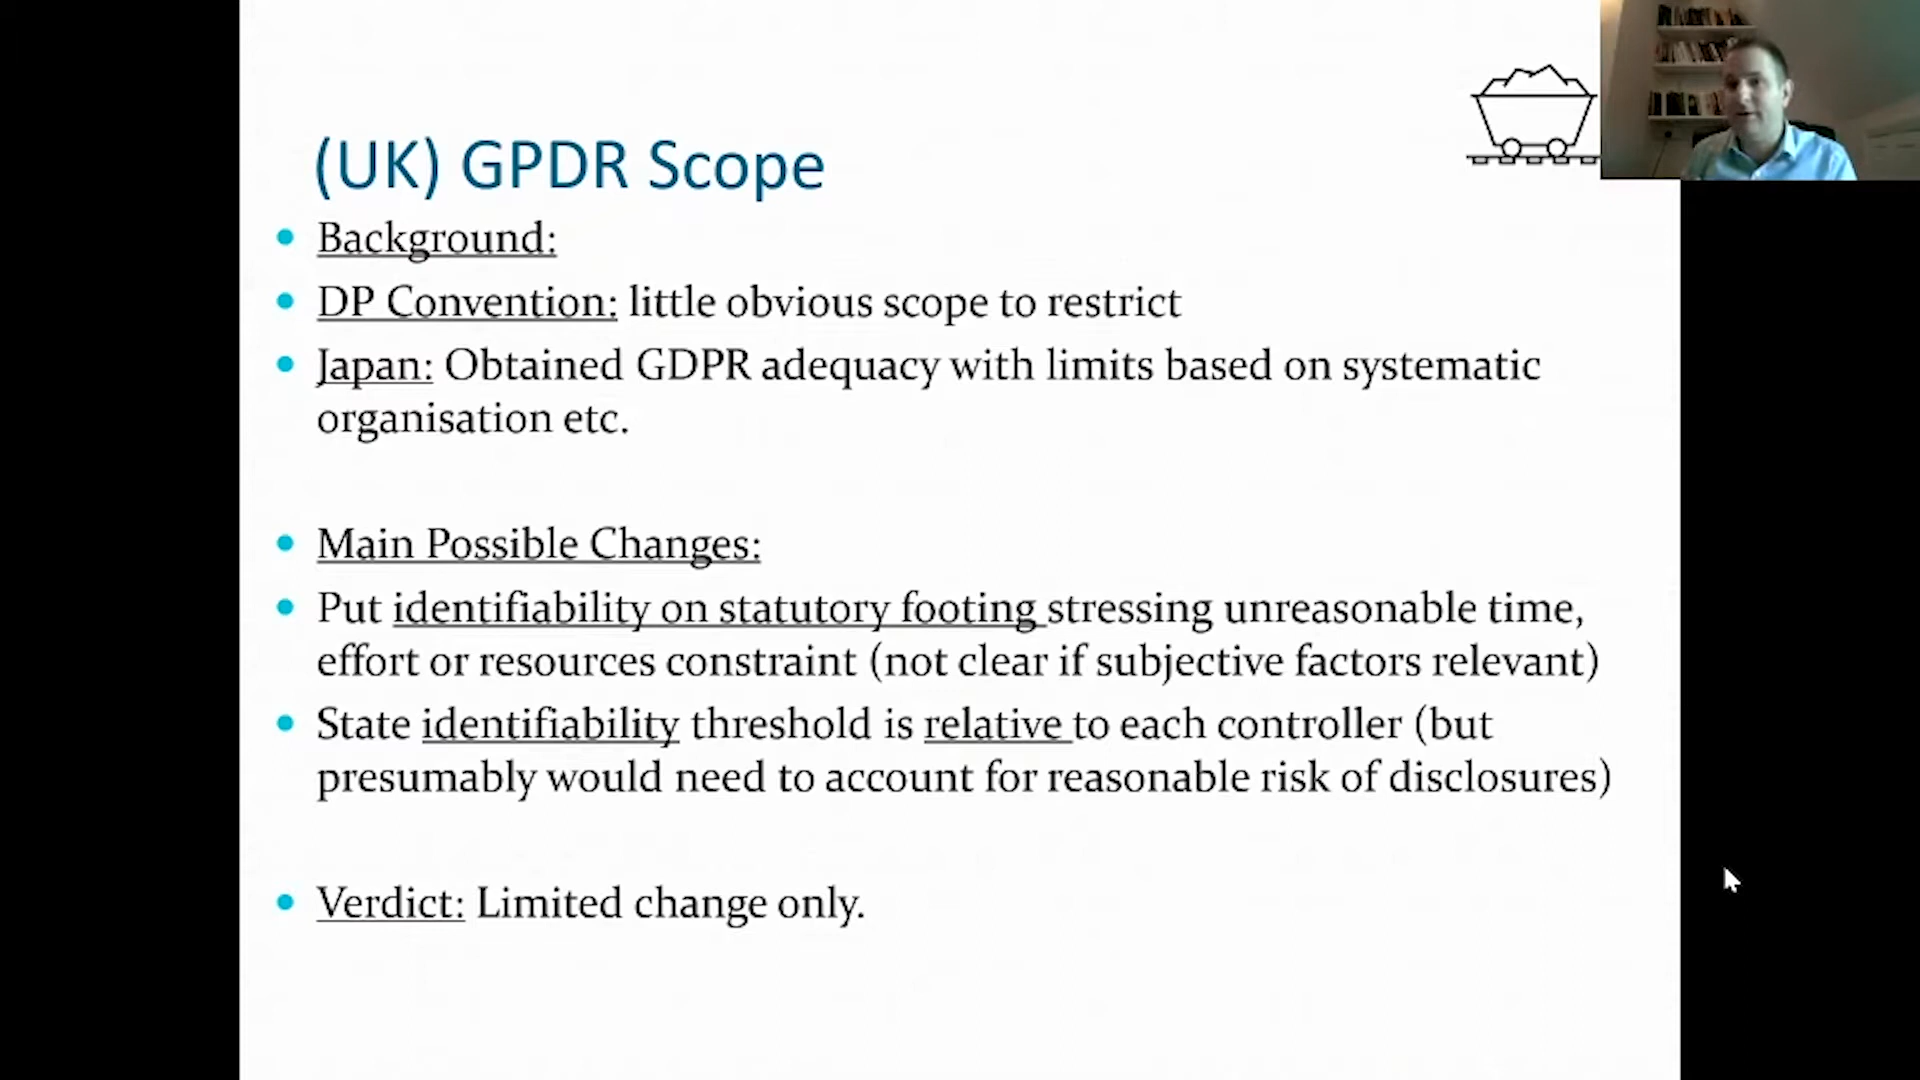 (UK) GPDR Scope
Background:
DP Convention: little obvious scope to restrict
Japan: Obtained GDPR adequacy with limits based on systematic
organisation etc.
Main Possible Changes:
Put identifiability on statutory footing stressing unreasonable time,
effort or resources constraint (not clear if subjective factors relevant)
State identifiability threshold is relative to each controller (but
presumably would need to account for reasonable risk of disclosures)
Verdict: Limited change only.